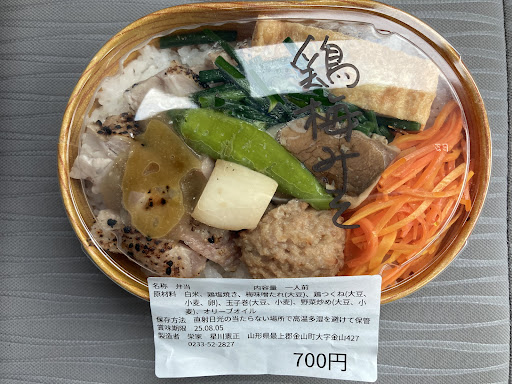 鶏梅みそ
名称 弁当 内容量 一人前
原材料 白米、鶏塩焼き、梅味噌だれ(大豆)、鶏つくね(大豆、
小麦、卵)、玉子巻(大豆、小麦)、野菜炒め(大豆、小
麦)、オリーブオイル
保存方法 直射日光の当たらない場所で高温多湿を避けて保管
賞味期限 25.08.05
製造者 栄家 星川憲正 山形県最上郡金山町大字金山427
0233-52-2827
700円